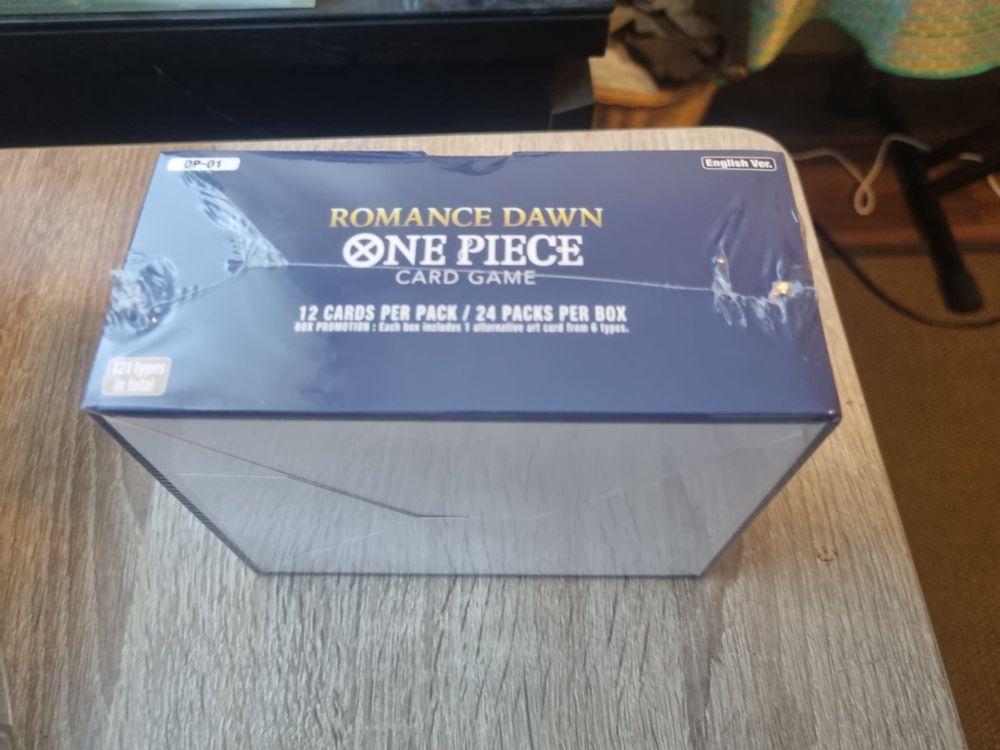 OP-01
English Ver.
ROMANCE DAWN
ONE PIECE
CARD GAME
12 CARDS PER PACK / 24 PACKS PER BOX
BOX PROMOTION : Each box includes 1 alternative art card from 6 types.
121 types
in total